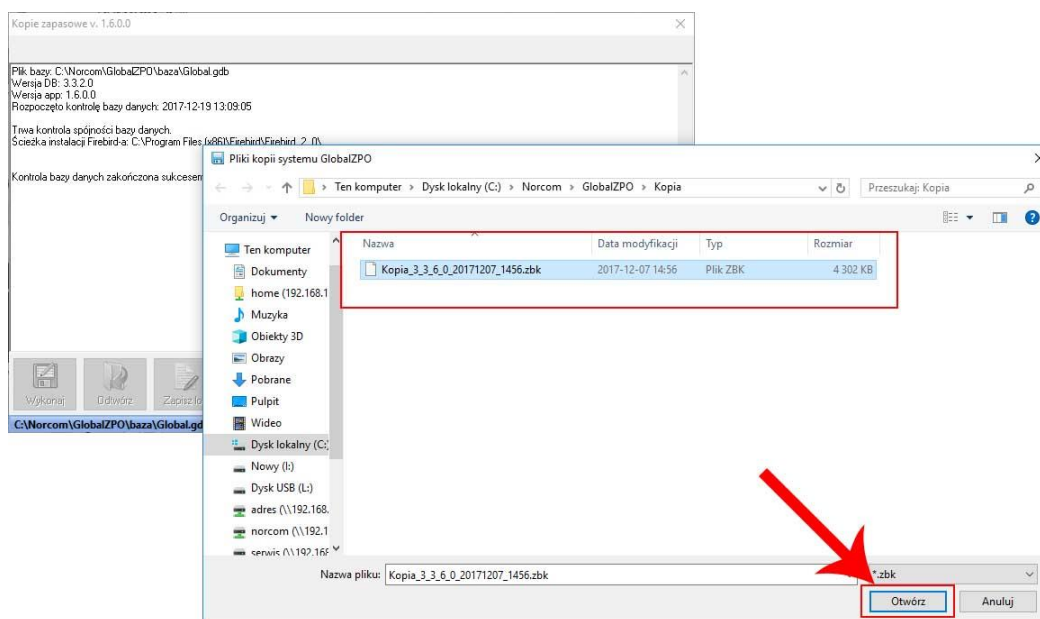 Kopie zapasowe v. 1.6.0.0
Plik bazy: C:\Norcom\GlobalZPO\baza\Global.gdb
Wersja DB: 3.3.2.0
Wersja app: 1.6.0.0
Rozpoczęto kontrolę bazy danych: 2017-12-19 13:09:05
Trwa kontrola spójności bazy danych.
Ścieżka instalacji Firebird-a: C:\Program Files (x86)\Firebird\Firebird_2_0\
Kontrola bazy danych zakończona sukcesem
Wykonaj
Odtwórz
Zapisz lo
C:\Norcom\GlobalZPO\baza\Global.gd
Pliki kopii systemu GlobalZPO
Ten komputer > Dysk lokalny (C:) > Norcom > GlobalZPO > Kopia
Przeszukaj: Kopia
Organizuj
Nowy folder
Ten komputer
Dokumenty
home (192.168.1
Muzyka
Obiekty 3D
Obrazy
Pobrane
Pulpit
Wideo
Dysk lokalny (C:)
Nowy (I:)
Dysk USB (L:)
adres (\\192.168.
norcom (\\192.1
serwis (\\192.168
Nazwa Data modyfikacji Typ Rozmiar
Kopia_3_3_6_0_20171207_1456.zbk 2017-12-07 14:56 Plik ZBK 4 302 KB
Nazwa pliku: Kopia_3_3_6_0_20171207_1456.zbk
*.zbk
Otwórz
Anuluj